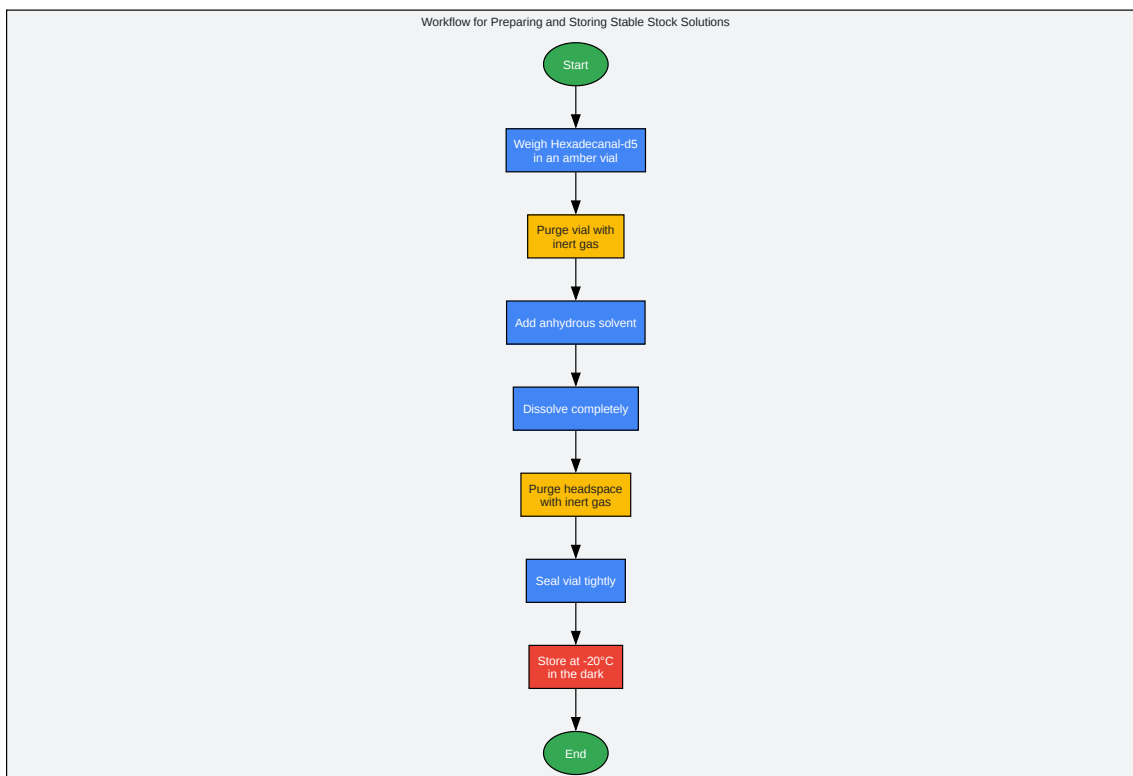 Workflow for Preparing and Storing Stable Stock Solutions
Start
Weigh Hexadecanal-d5
in an amber vial
Purge vial with
inert gas
Add anhydrous solvent
Dissolve completely
Purge headspace
with inert gas
Seal vial tightly
Store at -20°C
in the dark
End